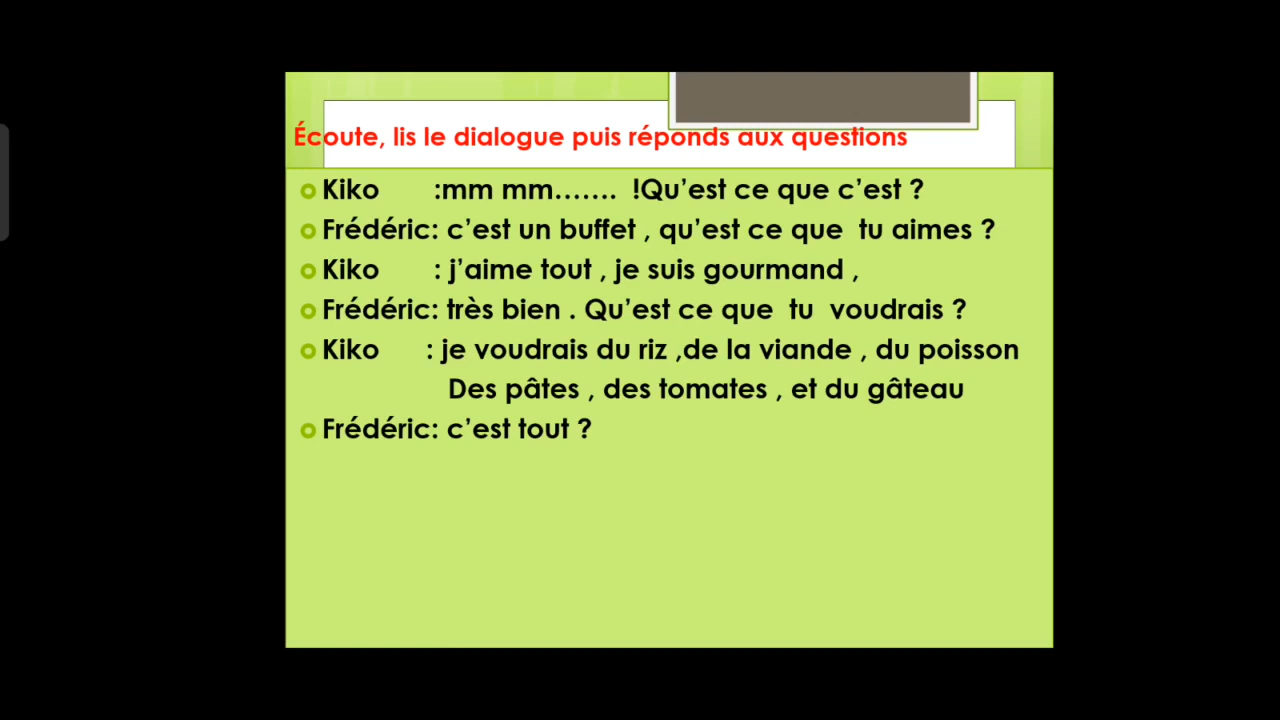 Écoute, lis le dialogue puis réponds aux questions
Kiko :mm mm……. !Qu’est ce que c’est ?
Frédéric: c’est un buffet , qu’est ce que tu aimes ?
Kiko : j’aime tout , je suis gourmand ,
Frédéric: très bien . Qu’est ce que tu voudrais ?
Kiko : je voudrais du riz ,de la viande , du poisson
Des pâtes , des tomates , et du gâteau
Frédéric: c’est tout ?